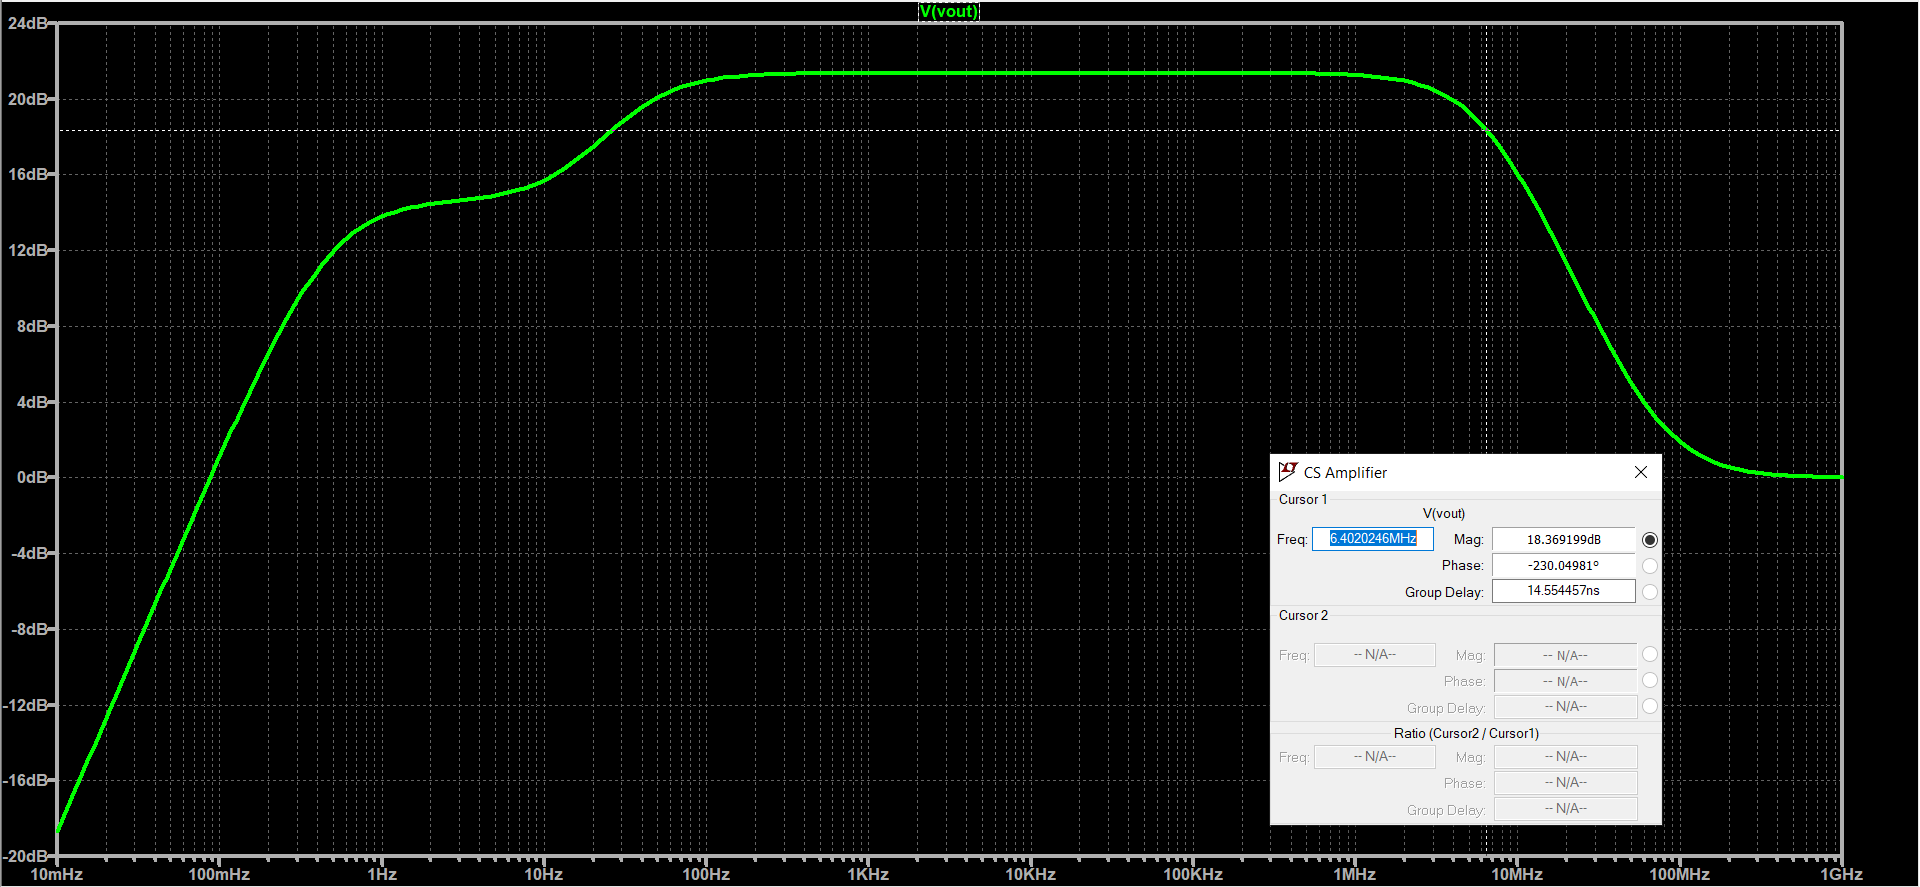 V(vout)
24dB
20dB
16dB
12dB
8dB
4dB
0dB
-4dB
-8dB
-12dB
-16dB
-20dB
10mHz 100mHz 1Hz 10Hz 100Hz 1KHz 10KHz 100KHz 1MHz 10MHz 100MHz 1GHz
CS Amplifier
Cursor 1
V(vout)
Freq: 6.4020246MHz Mag: 18.369199dB
Phase: -230.04981°
Group Delay: 14.554457ns
Cursor 2
Freq: -- N/A-- Mag: -- N/A--
Phase: -- N/A--
Group Delay: -- N/A--
Ratio (Cursor2 / Cursor1)
Freq: -- N/A-- Mag: -- N/A--
Phase: -- N/A--
Group Delay: -- N/A--